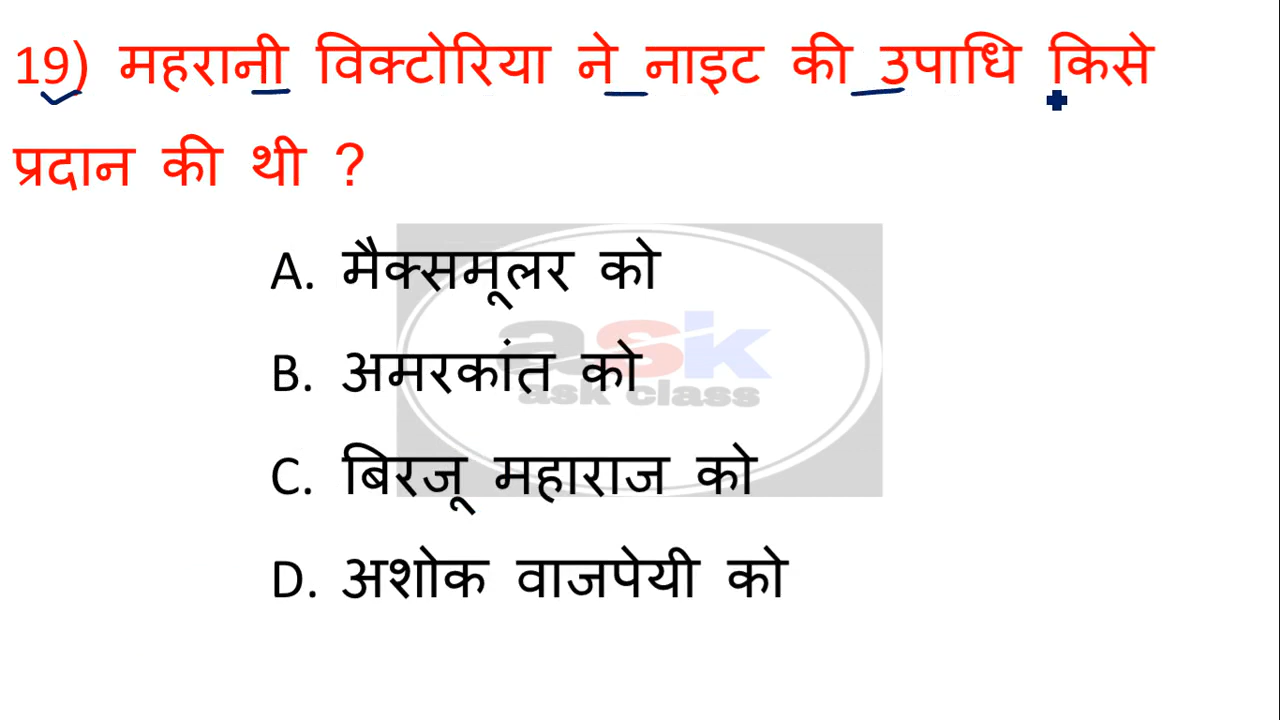 19) महरानी विक्टोरिया ने नाइट की उपाधि किसे
प्रदान की थी ?
A. मैक्समूलर को
B. अमरकांत को
ask
ask class
C. बिरजू महाराज को
D. अशोक वाजपेयी को